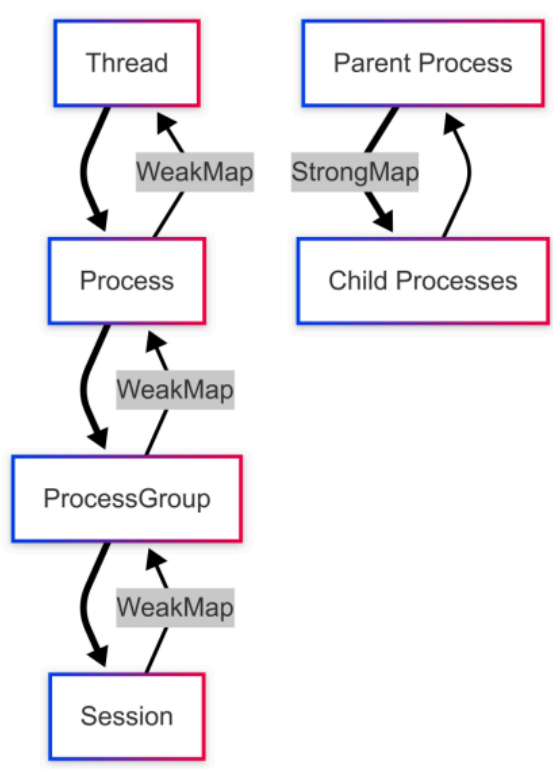 Thread
WeakMap
Process
WeakMap
ProcessGroup
WeakMap
Session
Parent Process
StrongMap
Child Processes